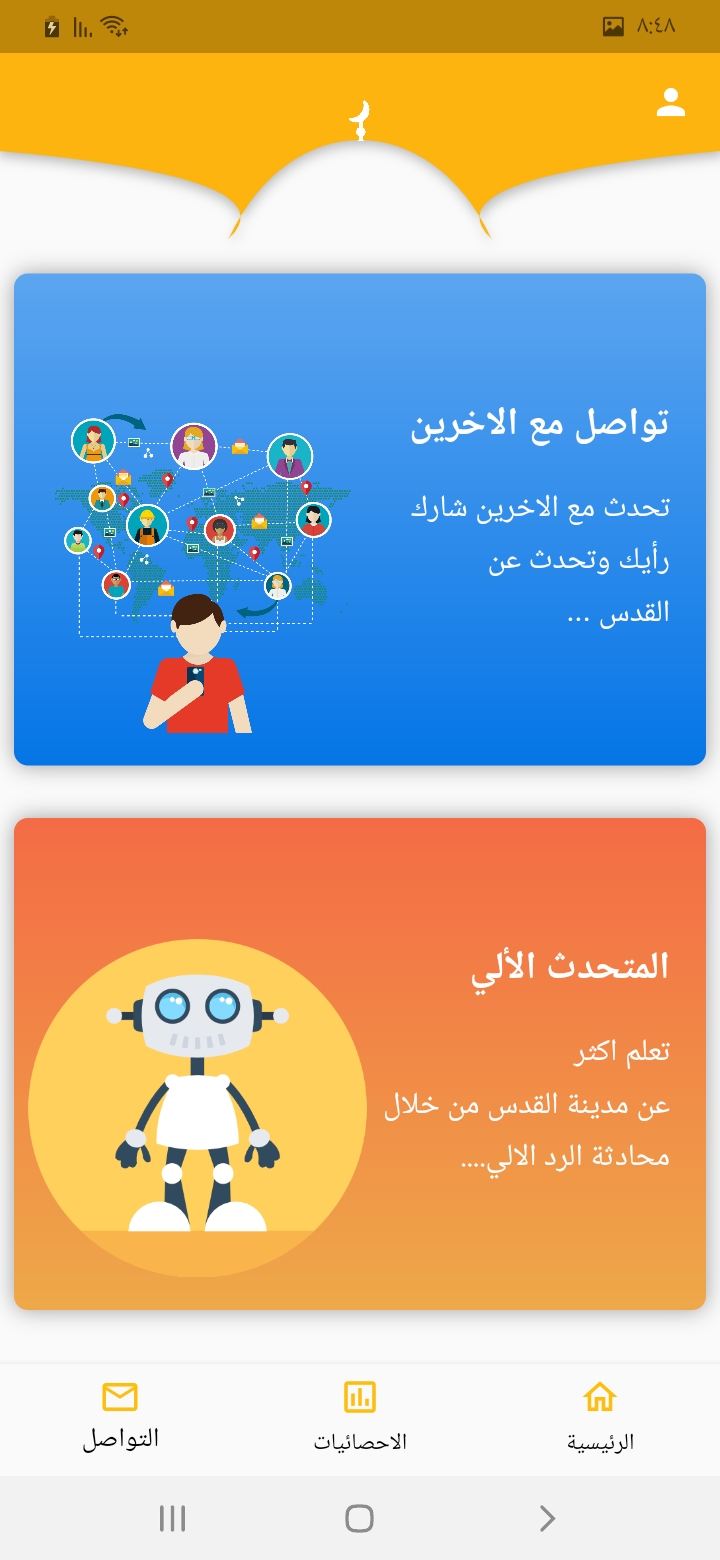 ٨:٤٨
تواصل مع الاخرين
تحدث مع الاخرين شارك
رأيك وتحدث عن
القدس ...
المتحدث الألي
تعلم اكثر
عن مدينة القدس من خلال
محادثة الرد الالي....
الرئيسية
الاحصائيات
التواصل